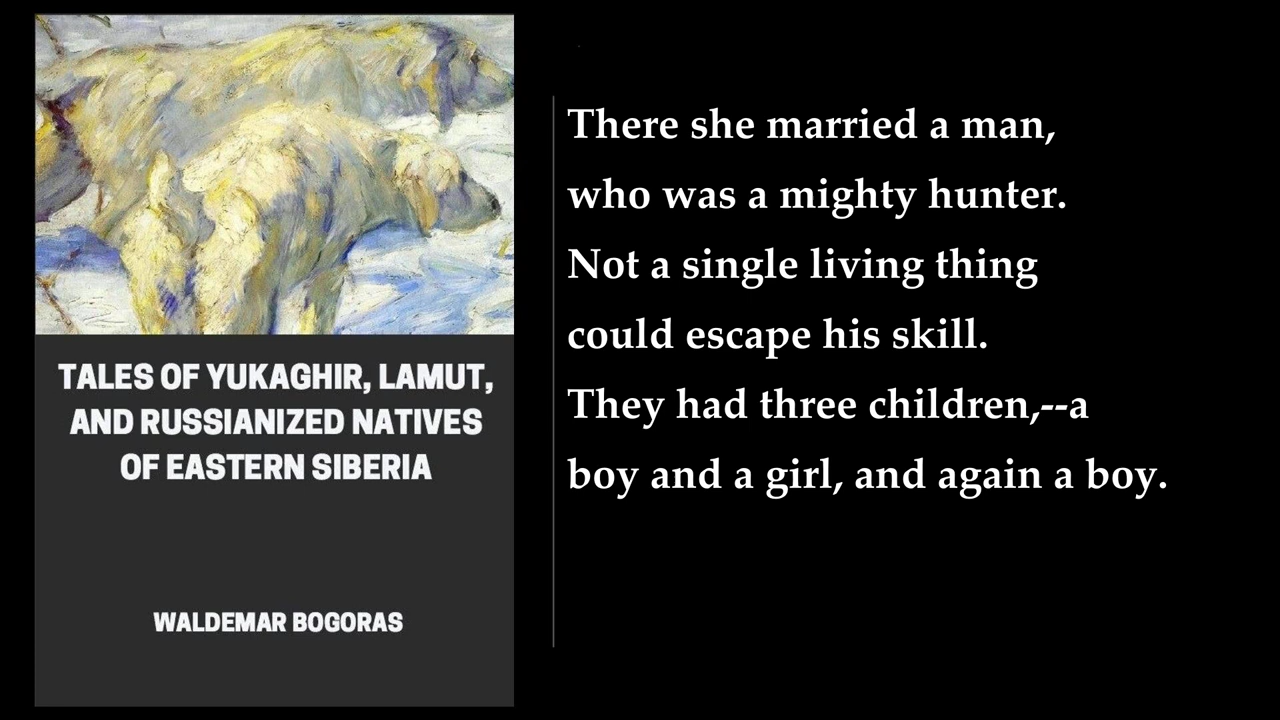 TALES OF YUKAGHIR, LAMUT,
AND RUSSIANIZED NATIVES
OF EASTERN SIBERIA
WALDEMAR BOGORAS
There she married a man,
who was a mighty hunter.
Not a single living thing
could escape his skill.
They had three children,--a
boy and a girl, and again a boy.